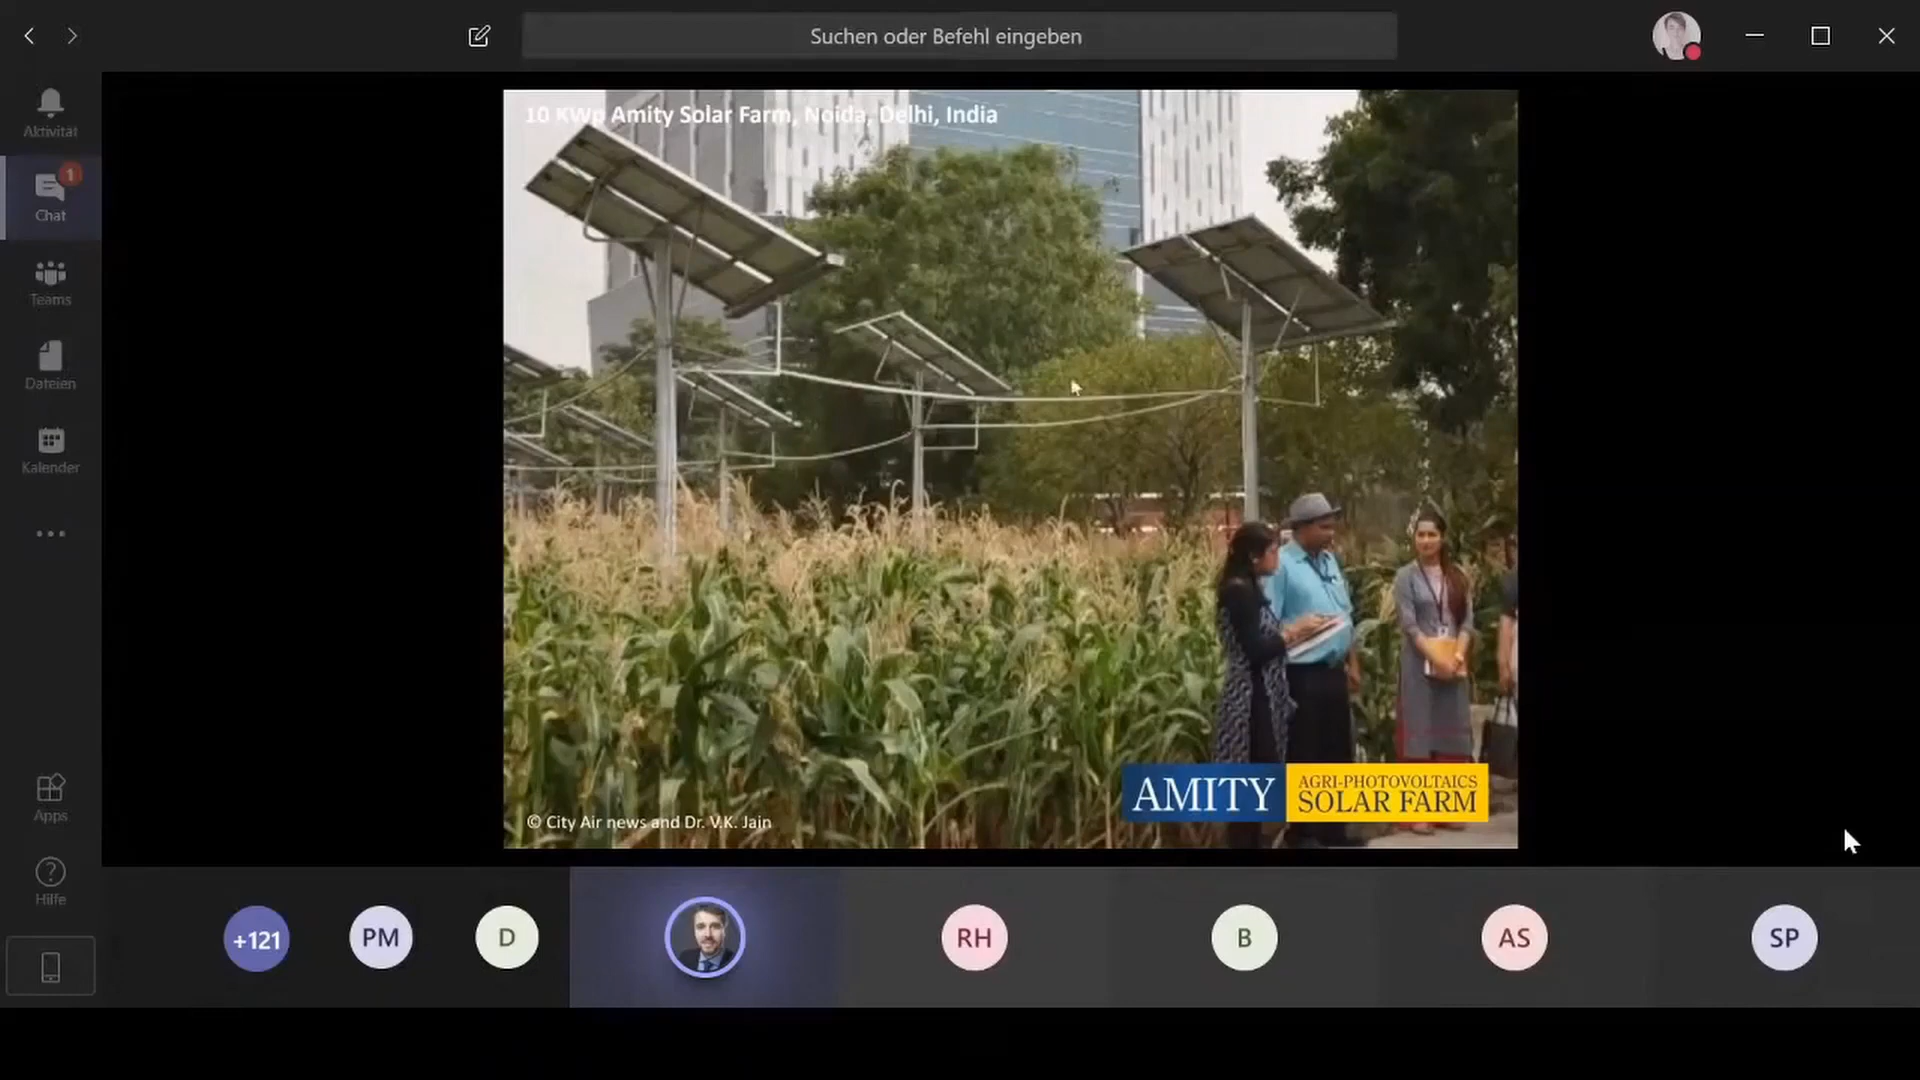 Suchen oder Befehl eingeben
Aktivität
1
Chat
Teams
Dateien
Kalender
Apps
Hilfe
10 KWp Amity Solar Farm, Noida, Delhi, India
© City Air news and Dr. V.K. Jain
AMITY
AGRI-PHOTOVOLTAICS
SOLAR FARM
+121
PM
D
RH
B
AS
SP